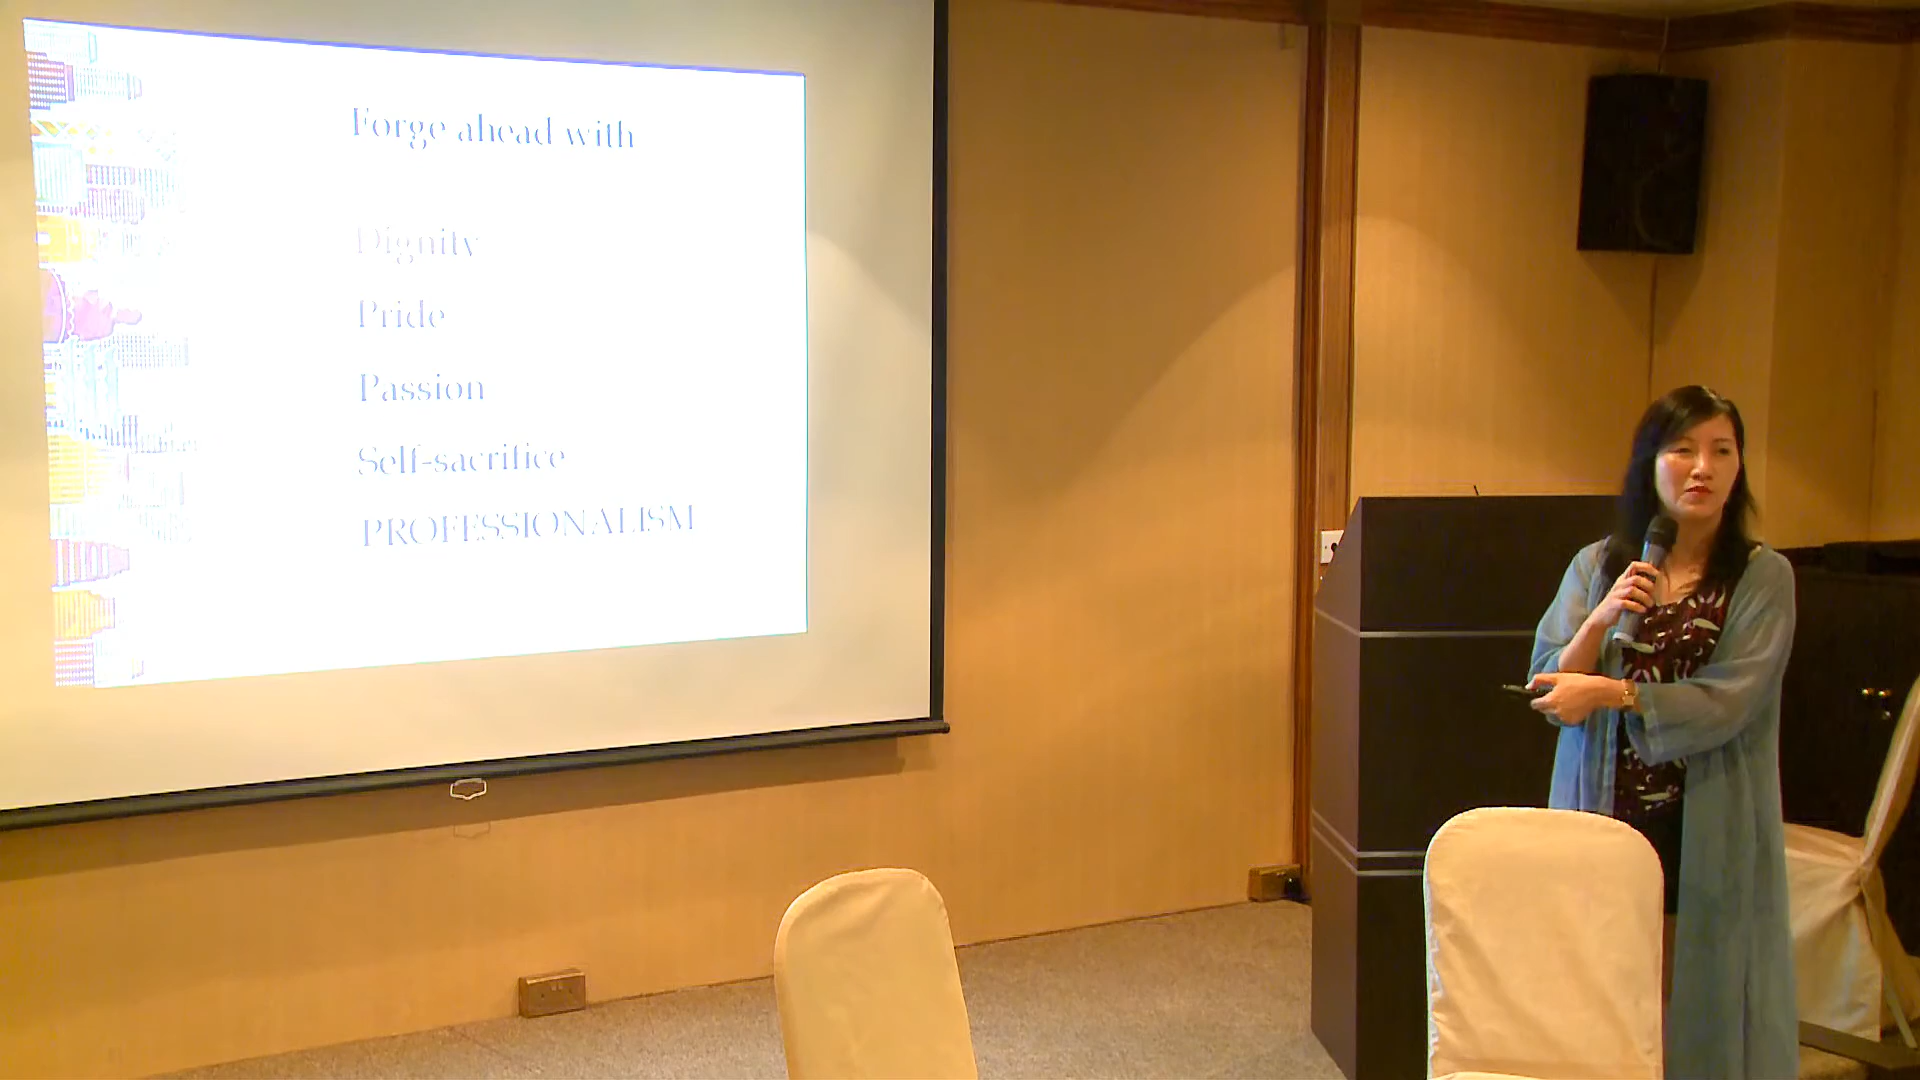 Forge ahead with
Dignity
Pride
Passion
Self-sacrifice
PROFESSIONALISM